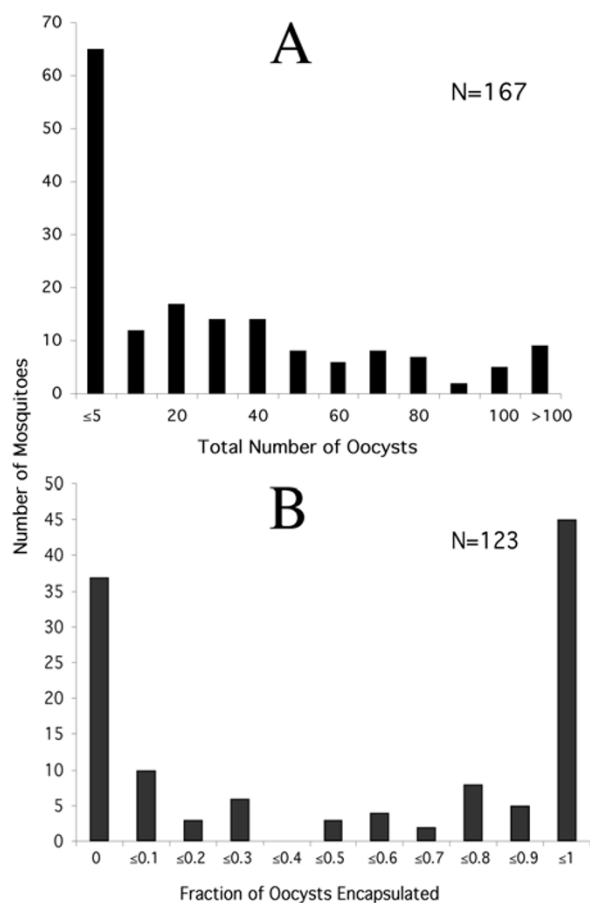 A
N=167
70
60
50
40
30
20
10
0
≤5 20 40 60 80 100 >100
Total Number of Oocysts
Number of Mosquitoes
B
N=123
50
45
40
35
30
25
20
15
10
5
0
0 ≤0.1 ≤0.2 ≤0.3 ≤0.4 ≤0.5 ≤0.6 ≤0.7 ≤0.8 ≤0.9 ≤1
Fraction of Oocysts Encapsulated